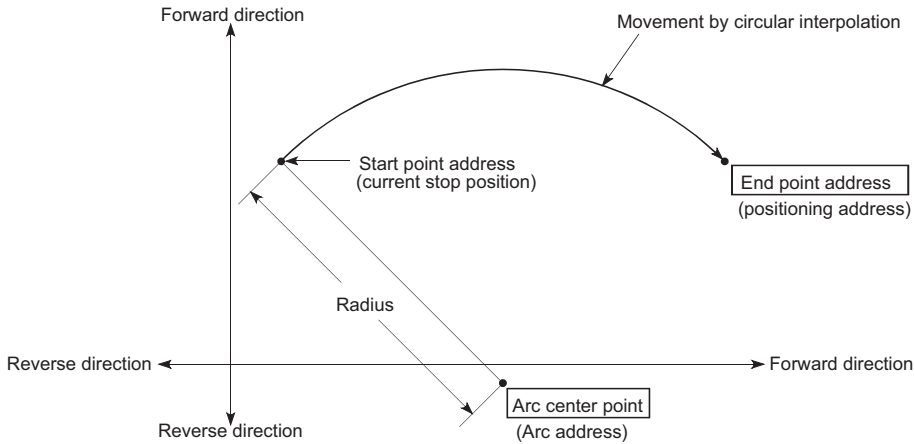 Forward direction
Movement by circular interpolation
Start point address
(current stop position)
End point address
(positioning address)
Radius
Reverse direction
Forward direction
Arc center point
(Arc address)
Reverse direction